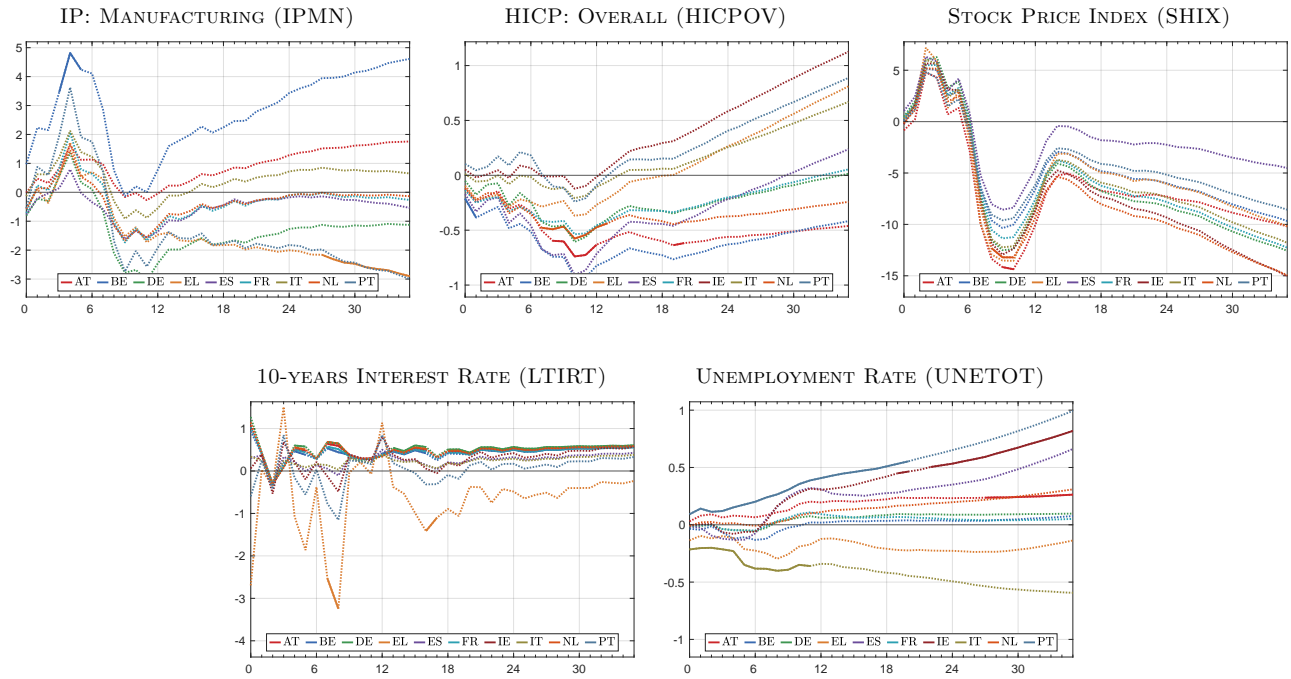 IP: MANUFACTURING (IPMN)
HICP: OVERALL (HICPOV)
STOCK PRICE INDEX (SHIX)
5
4
3
2
1
0
-1
-2
-3
AT BE DE EL ES FR IT NL PT
0 6 12 18 24 30
1
0.5
0
-0.5
-1
AT BE DE EL ES FR IE IT NL PT
0 6 12 18 24 30
5
0
-5
-10
-15
AT BE DE EL ES FR IE IT NL PT
0 6 12 18 24 30
10-YEARS INTEREST RATE (LTIRT)
UNEMPLOYMENT RATE (UNETOT)
1
0
-1
-2
-3
-4
AT BE DE EL ES FR IE IT NL PT
0 6 12 18 24 30
1
0.5
0
-0.5
-1
AT BE DE EL ES FR IE IT NL PT
0 6 12 18 24 30